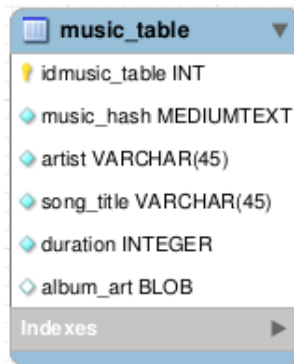 music_table
idmusic_table INT
music_hash MEDIUMTEXT
artist VARCHAR(45)
song_title VARCHAR(45)
duration INTEGER
album_art BLOB
Indexes